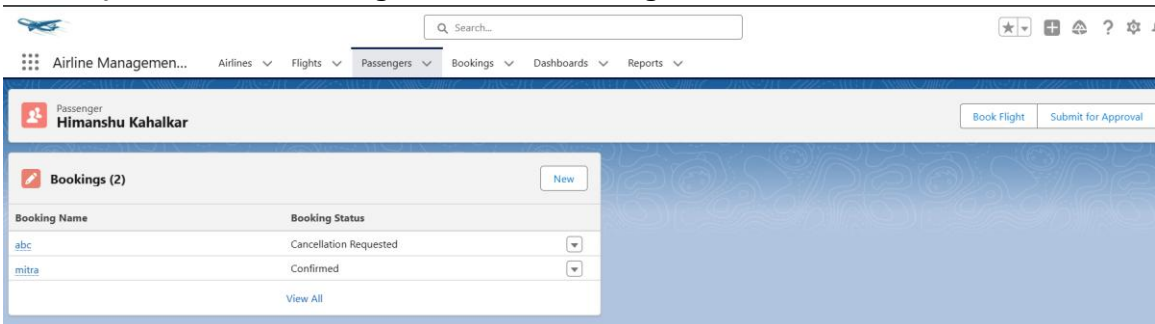 Search...
Airline Managemen... Airlines Flights Passengers Bookings Dashboards Reports
Passenger
Himanshu Kahalkar
Book Flight Submit for Approval
Bookings (2) New
Booking Name Booking Status
abc Cancellation Requested
mitra Confirmed
View All